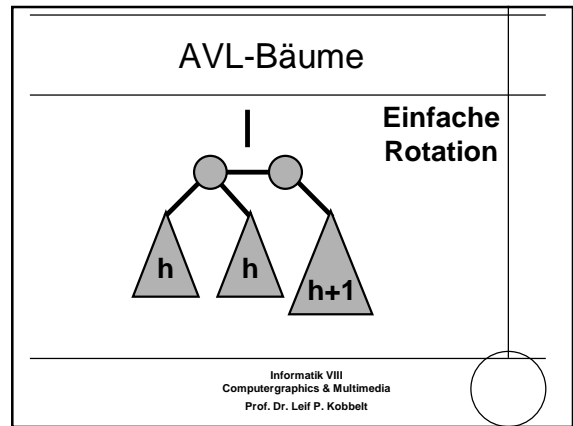 AVL-Bäume
Einfache
Rotation
h h h+1
Informatik VIII
Computergraphics & Multimedia
Prof. Dr. Leif P. Kobbelt